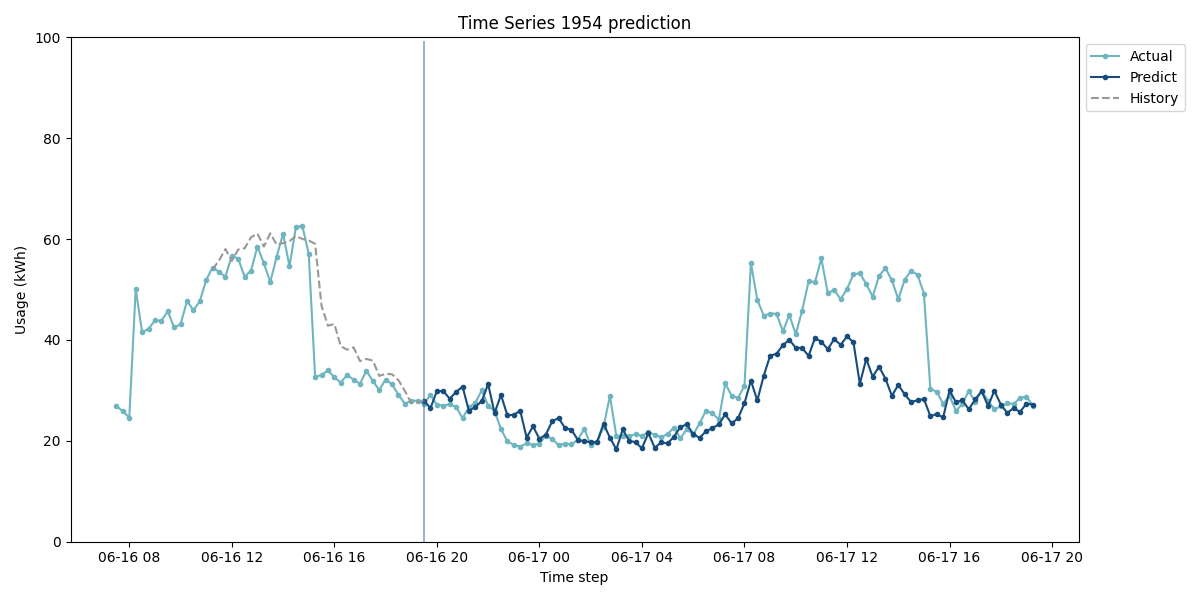 Time Series 1954 prediction
100
80
60
40
20
0
Usage (kWh)
06-16 08
06-16 12
06-16 16
06-16 20
06-17 00
06-17 04
06-17 08
06-17 12
06-17 16
06-17 20
Time step
Actual
Predict
History